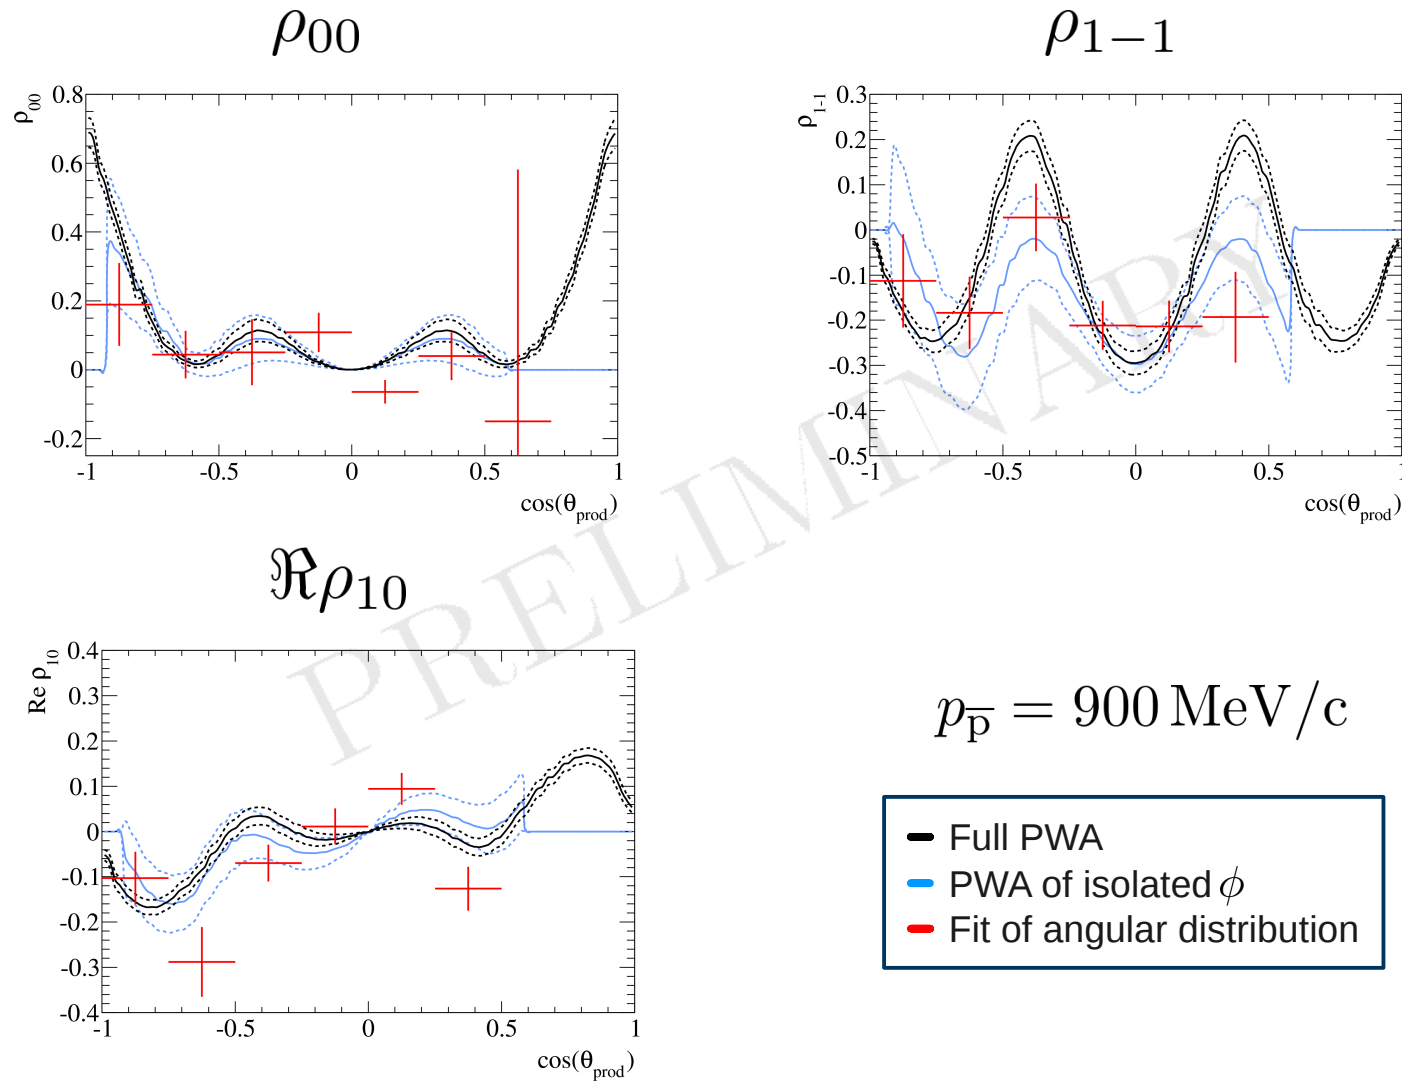 ρ00
ρ1−1
ρ00
0.8
0.6
0.4
0.2
0
-0.2
-1 -0.5 0 0.5 1
cos(θprod)
ρ1-1
0.3
0.2
0.1
0
-0.1
-0.2
-0.3
-0.4
-0.5
-1 -0.5 0 0.5 1
cos(θprod)
PRELIMINARY
ℜρ10
Re ρ10
0.4
0.3
0.2
0.1
0
-0.1
-0.2
-0.3
-0.4
-1 -0.5 0 0.5 1
cos(θprod)
p_p̅ = 900 MeV/c
Full PWA
PWA of isolated ϕ
Fit of angular distribution